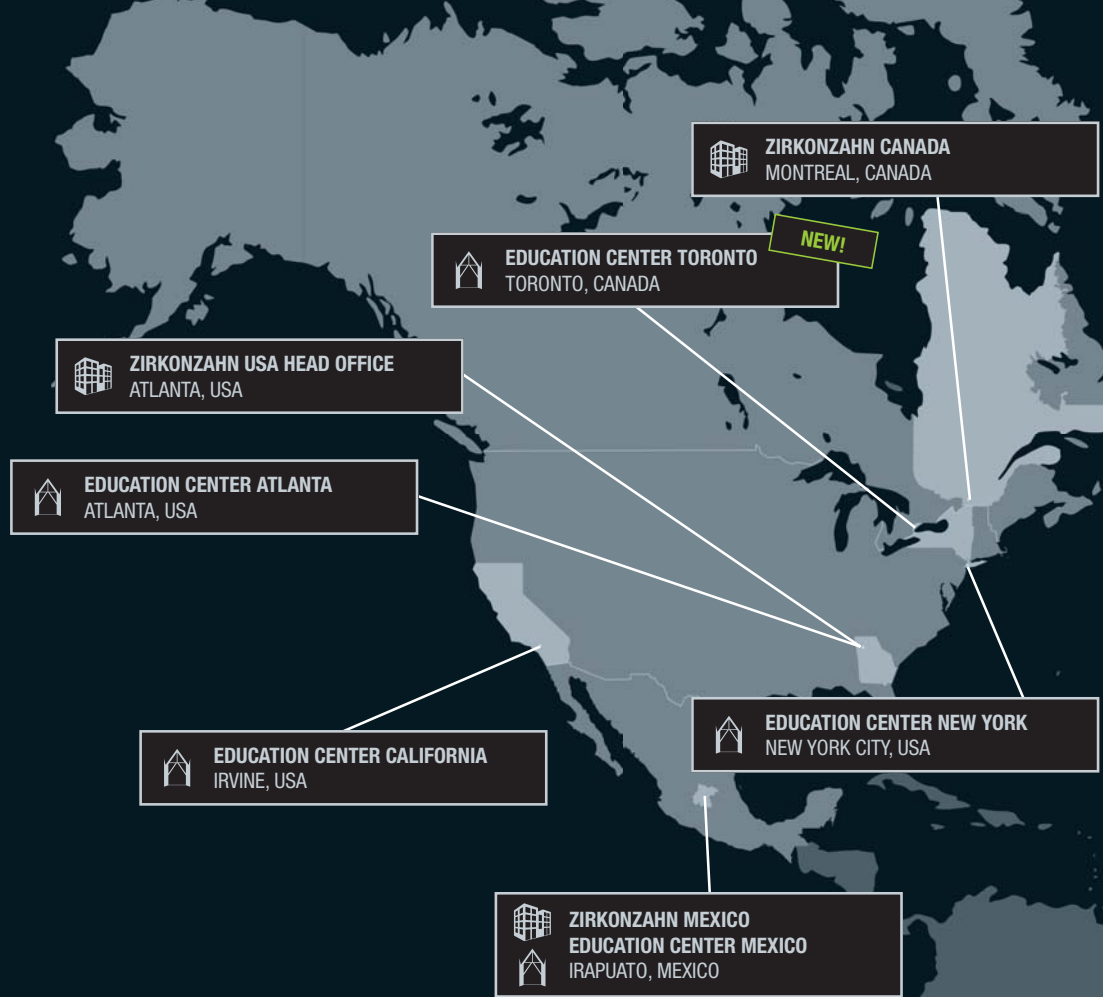 ZIRKONZAHN CANADA
MONTREAL, CANADA
NEW!
EDUCATION CENTER TORONTO
TORONTO, CANADA
ZIRKONZAHN USA HEAD OFFICE
ATLANTA, USA
EDUCATION CENTER ATLANTA
ATLANTA, USA
EDUCATION CENTER NEW YORK
NEW YORK CITY, USA
EDUCATION CENTER CALIFORNIA
IRVINE, USA
ZIRKONZAHN MEXICO
EDUCATION CENTER MEXICO
IRAPUATO, MEXICO